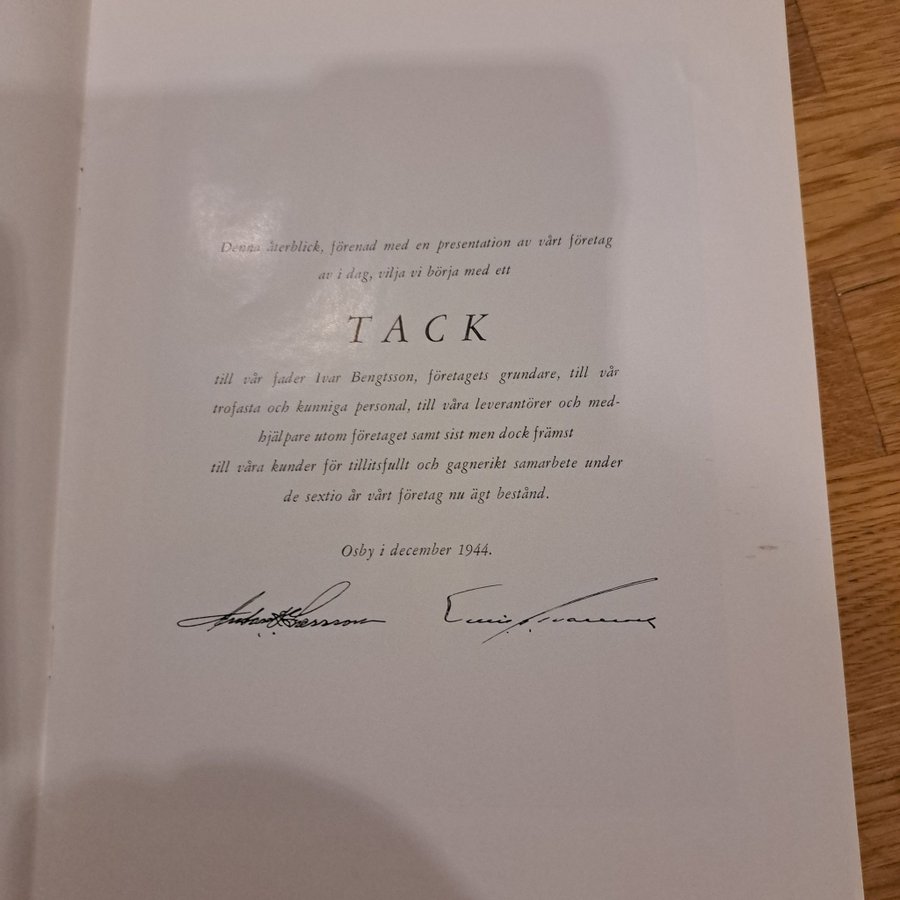 Denna återblick, förenad med en presentation av vårt företag
av i dag, vilja vi börja med ett
TACK
till vår fader Ivar Bengtsson, företagets grundare, till vår
trofasta och kunniga personal, till våra leverantörer och med-
hjälpare utom företaget samt sist men dock främst
till våra kunder för tillitsfullt och gagnerikt samarbete under
de sextio år vårt företag nu ägt bestånd.
Osby i december 1944.